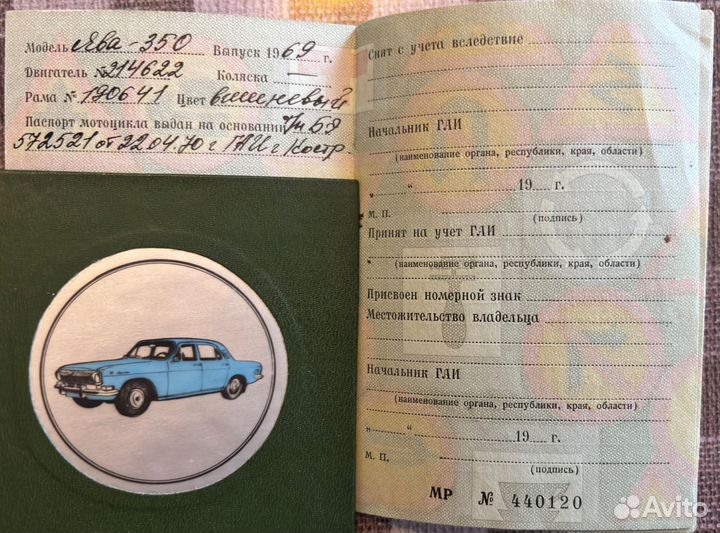 Модель Ява-350 Выпуск 1969 г.
Двигатель № 214622 Коляска —
Рама № 190641 Цвет вишневый
Паспорт мотоцикла выдан на основании т/п БЯ
572521 от 22.04.70 г ГАИ г Костр.
Снят с учета вследствие
Начальник ГАИ
(наименование органа, республики, края, области)
„ “ 19 г.
М. П.
(подпись)
Принят на учет ГАИ
(наименование органа, республики, края, области)
Присвоен номерной знак
Местожительство владельца
Начальник ГАИ
(наименование органа, республики, края, области)
„ “ 19 г.
М. П.
(подпись)
МР № 440120
Avito